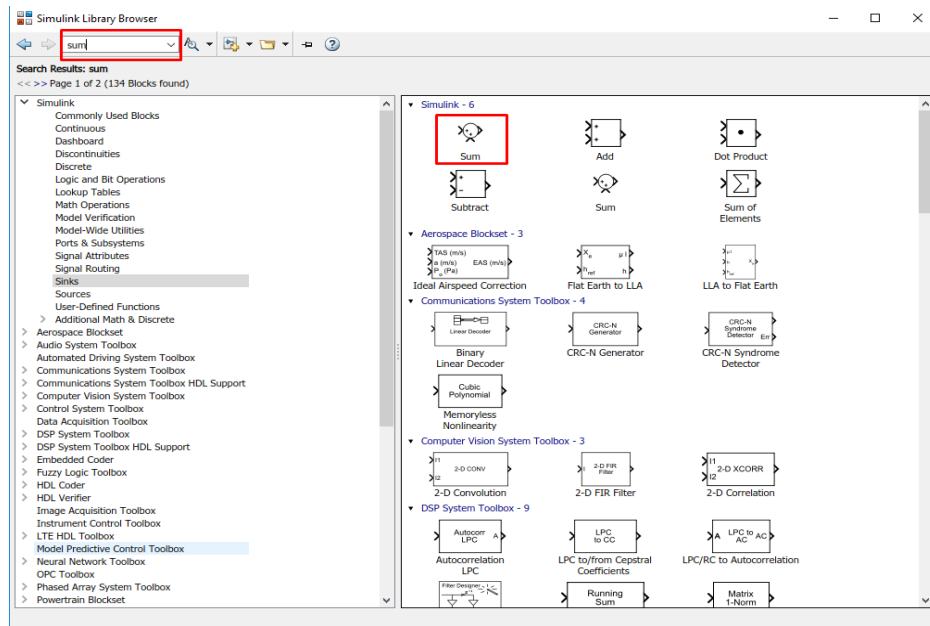 Simulink Library Browser
sum
Search Results: sum
<< >> Page 1 of 2 (134 Blocks found)
Simulink
Commonly Used Blocks
Continuous
Dashboard
Discontinuities
Discrete
Logic and Bit Operations
Lookup Tables
Math Operations
Model Verification
Model-Wide Utilities
Ports & Subsystems
Signal Attributes
Signal Routing
Sinks
Sources
User-Defined Functions
Additional Math & Discrete
Aerospace Blockset
Audio System Toolbox
Automated Driving System Toolbox
Communications System Toolbox
Communications System Toolbox HDL Support
Computer Vision System Toolbox
Control System Toolbox
Data Acquisition Toolbox
DSP System Toolbox
DSP System Toolbox HDL Support
Embedded Coder
Fuzzy Logic Toolbox
HDL Coder
HDL Verifier
Image Acquisition Toolbox
Instrument Control Toolbox
LTE HDL Toolbox
Model Predictive Control Toolbox
Neural Network Toolbox
OPC Toolbox
Phased Array System Toolbox
Powertrain Blockset
Simulink - 6
Sum
Add
Dot Product
Subtract
Sum
Sum of
Elements
Aerospace Blockset - 3
TAS (m/s)
a (m/s) EAS (m/s)
P (Pa)
Ideal Airspeed Correction
Flat Earth to LLA
LLA to Flat Earth
Communications System Toolbox - 4
Linear Decoder
Binary
Linear Decoder
CRC-N
Generator
CRC-N Generator
CRC-N
Syndrome
Detector Err
CRC-N Syndrome
Detector
Cubic
Polynomial
Memoryless
Nonlinearity
Computer Vision System Toolbox - 3
I1
2-D CONV
I2
2-D Convolution
I 2-D FIR
Filter
2-D FIR Filter
I1
2-D XCORR
I2
2-D Correlation
DSP System Toolbox - 9
Autocorr
LPC A
Autocorrelation
LPC
LPC
to CC
LPC to/from Cepstral
Coefficients
A LPC to AC
AC
LPC/RC to Autocorrelation
Filter Designer
Running
Sum
Matrix
1-Norm